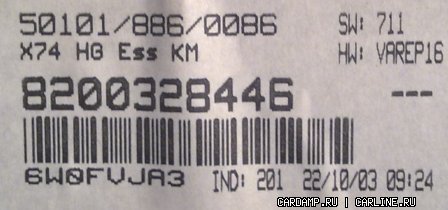 50101/886/0086 SW: 711
X74 HG Ess KM HW: VAREP16
8200328446 ---
6W0FVJA3 IND: 201 22/10/03 09:24
CARDAMP.RU | CARLINE.RU